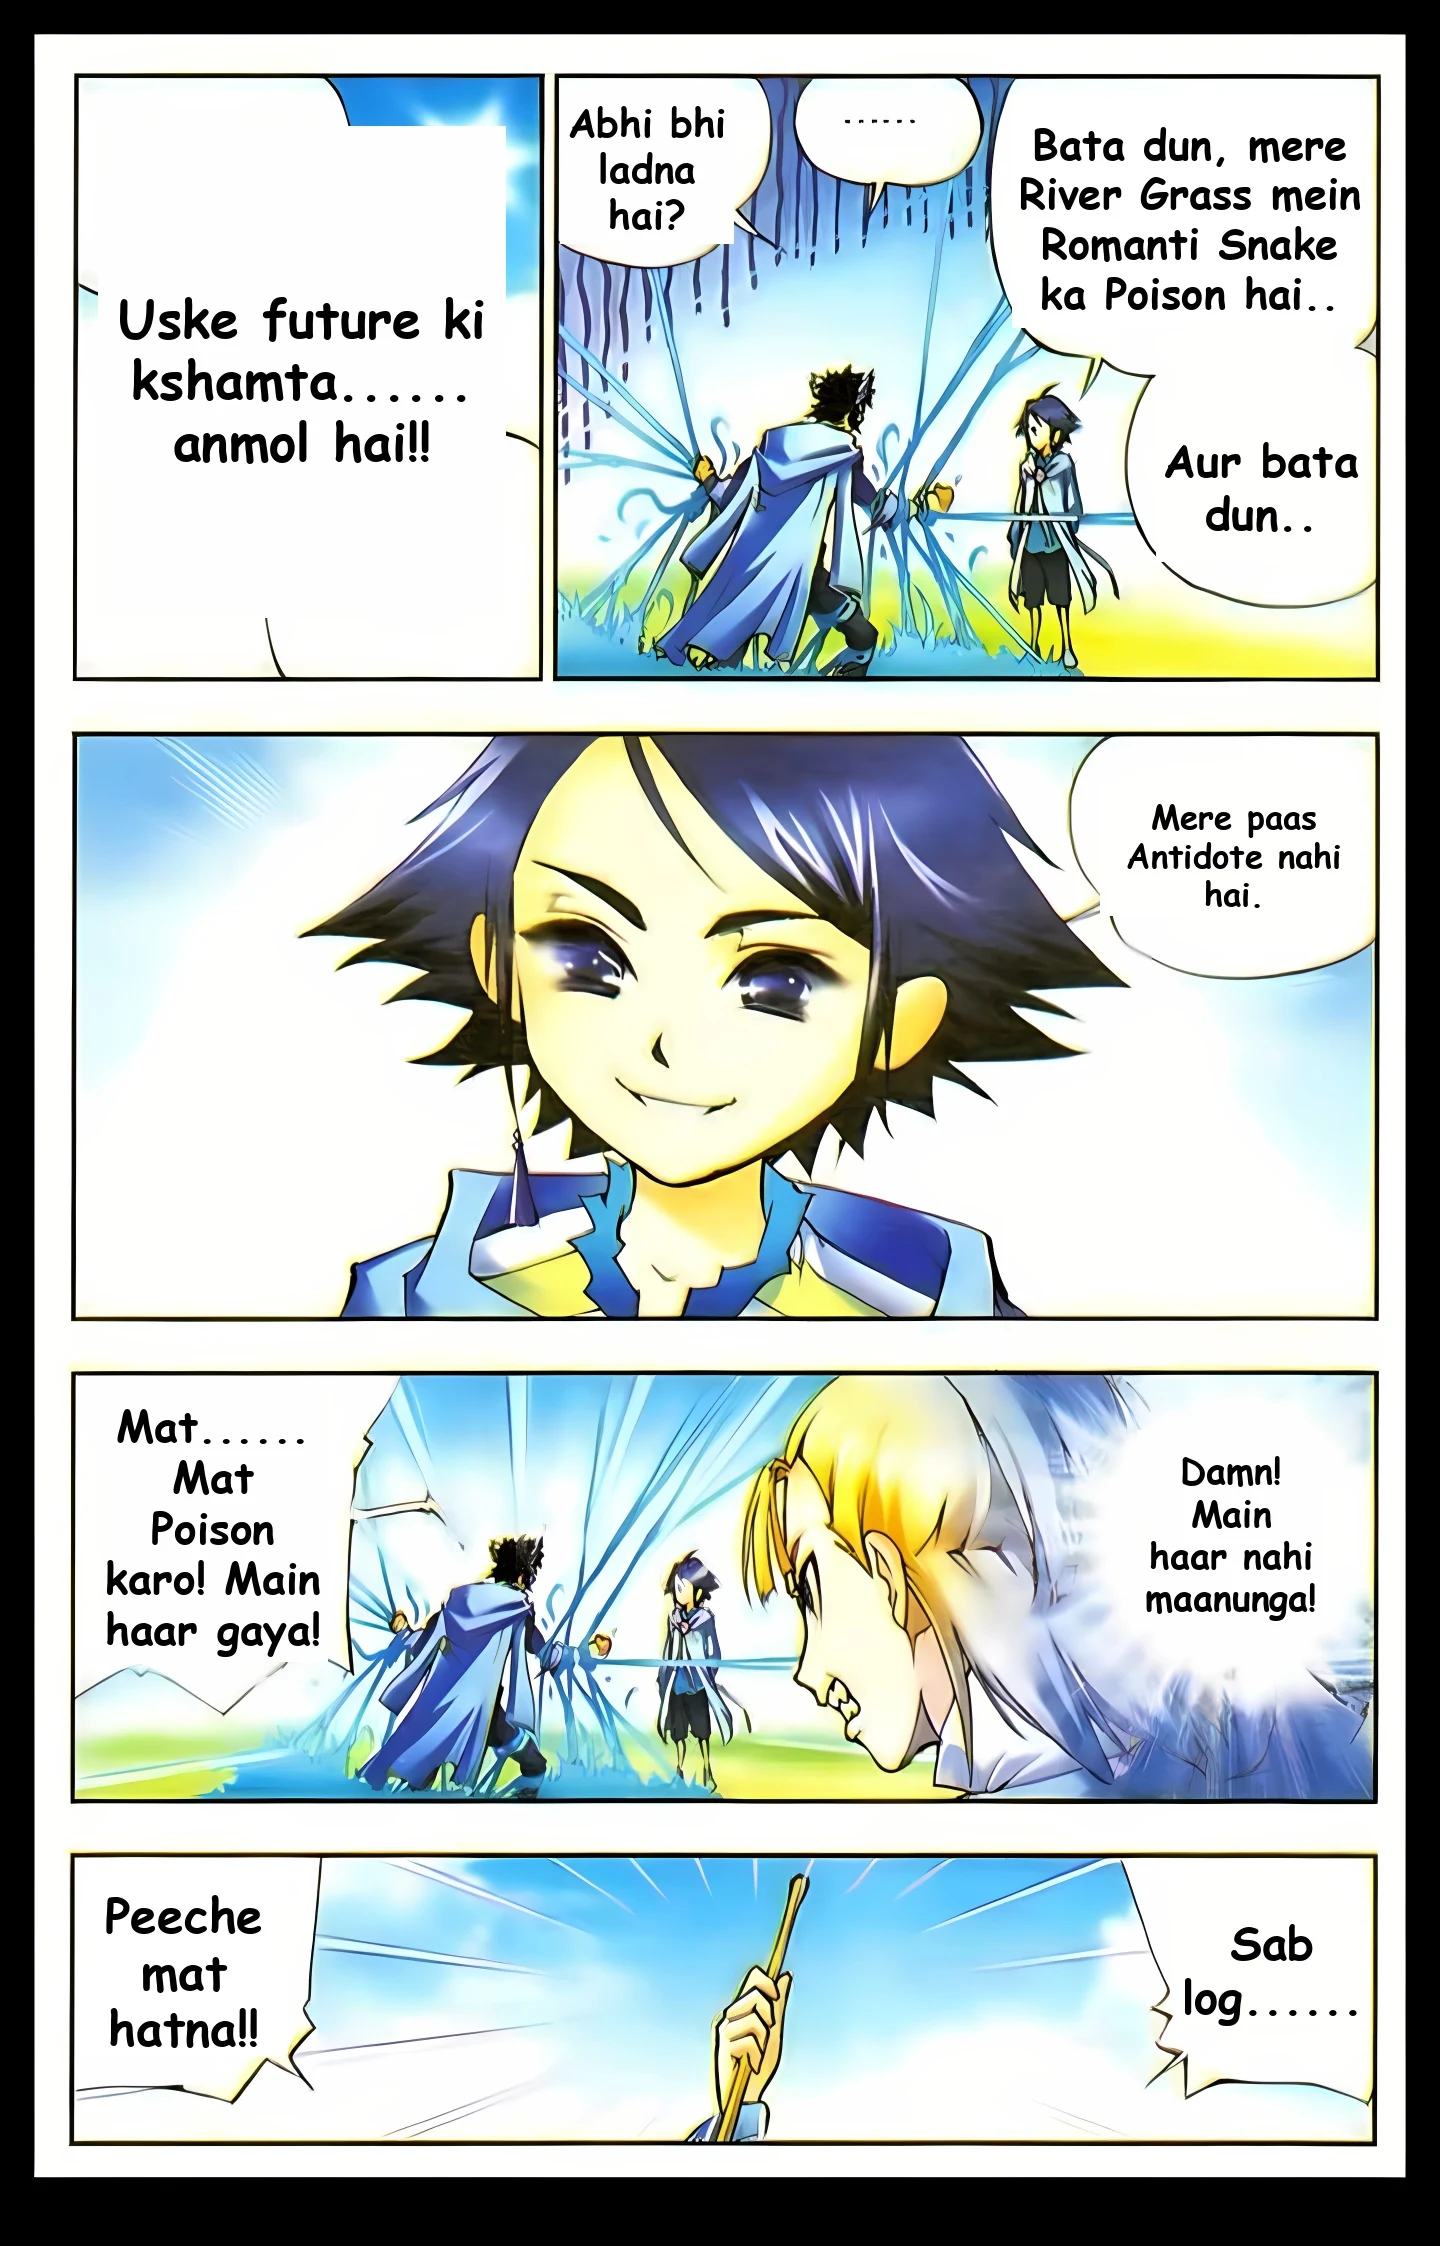 Uske future ki
kshamta......
anmol hai!!
Abhi bhi
ladna
hai?
......
Bata dun, mere
River Grass mein
Romanti Snake
ka Poison hai..
Aur bata
dun..
Mere paas
Antidote nahi
hai.
Mat......
Mat
Poison
karo! Main
haar gaya!
Damn!
Main
haar nahi
maanunga!
Peeche
mat
hatna!!
Sab
log......